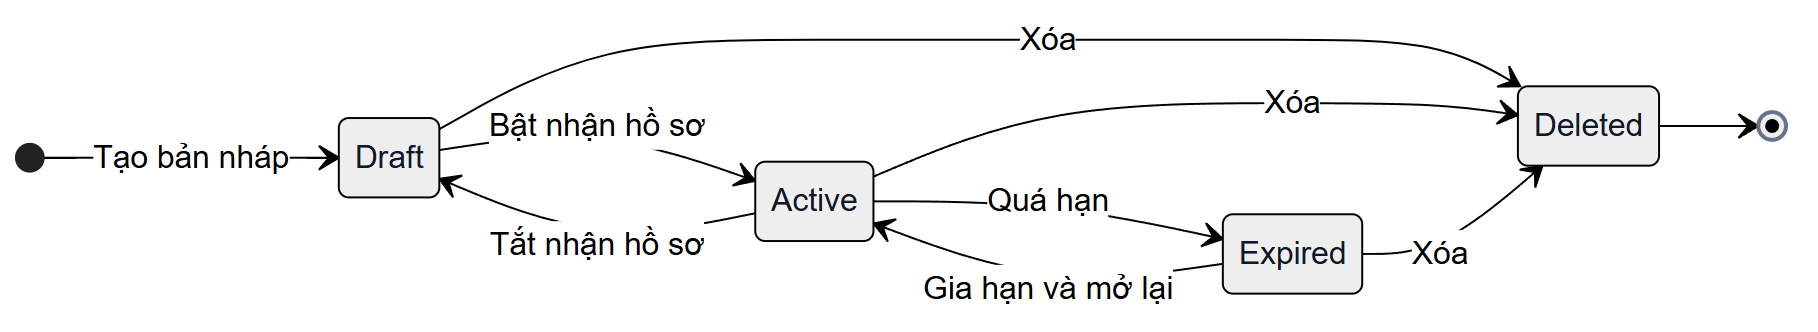 Xóa
Xóa
Bật nhận hồ sơ
Deleted
Tạo bản nháp
Draft
Active
Quá hạn
Tắt nhận hồ sơ
Expired
Xóa
Gia hạn và mở lại